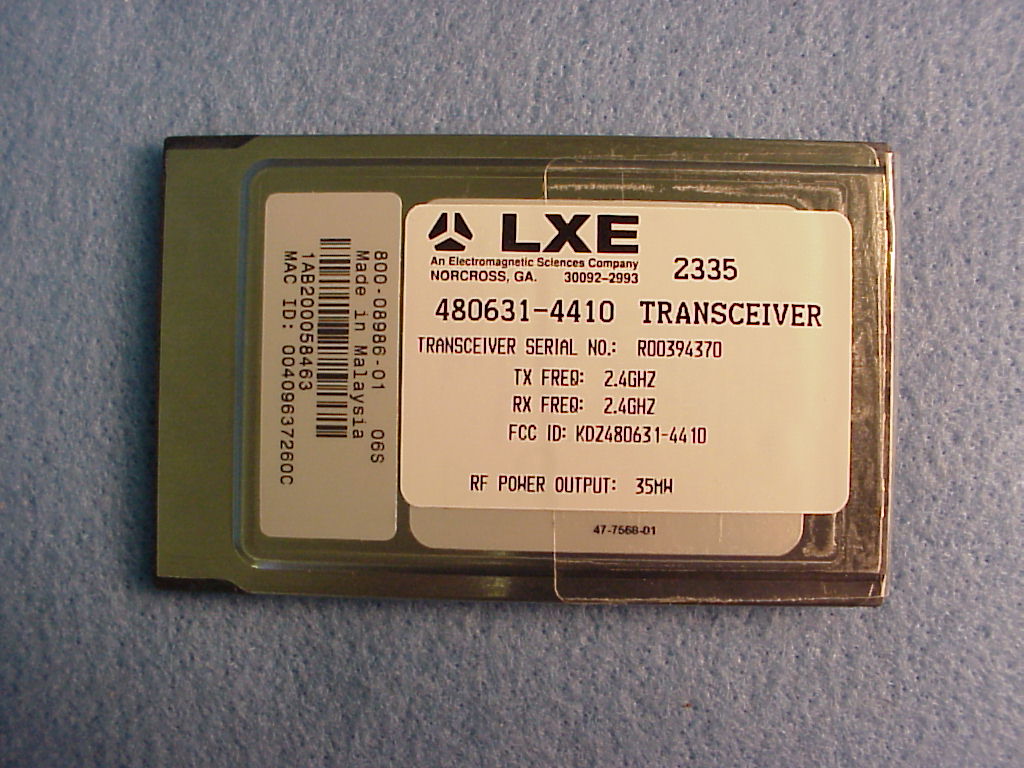 LXE
An Electromagnetic Sciences Company
NORCROSS, GA. 30092-2993
2335
480631-4410 TRANSCEIVER
TRANSCEIVER SERIAL NO.: R00394370
TX FREQ: 2.4GHZ
RX FREQ: 2.4GHZ
FCC ID: KDZ480631-4410
RF POWER OUTPUT: 35MW
47-7568-01
800-08986-01 06S
Made in Malaysia
1AB200058463
MAC ID: 00409637260C